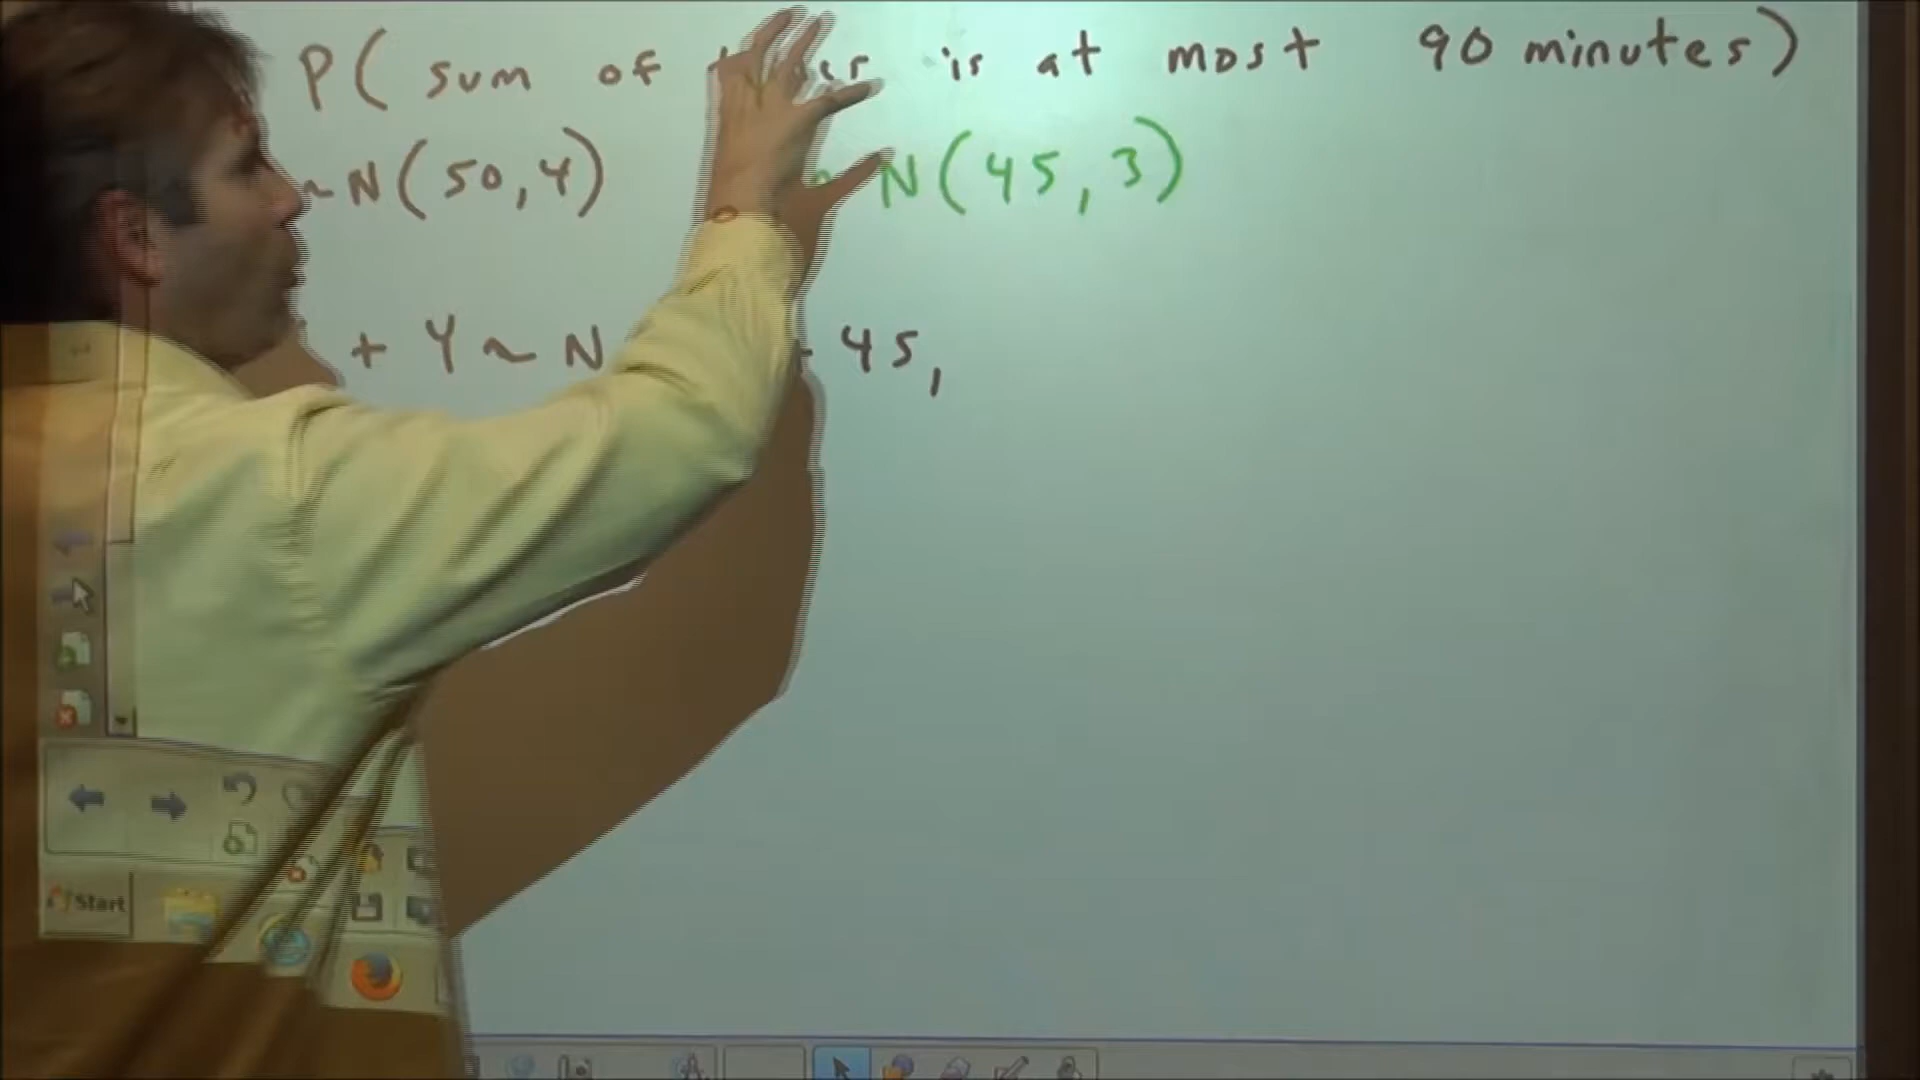 P( sum of is at most 90 minutes)
~N(50,4) N(45,3)
+ Y ~ N 45,
Start